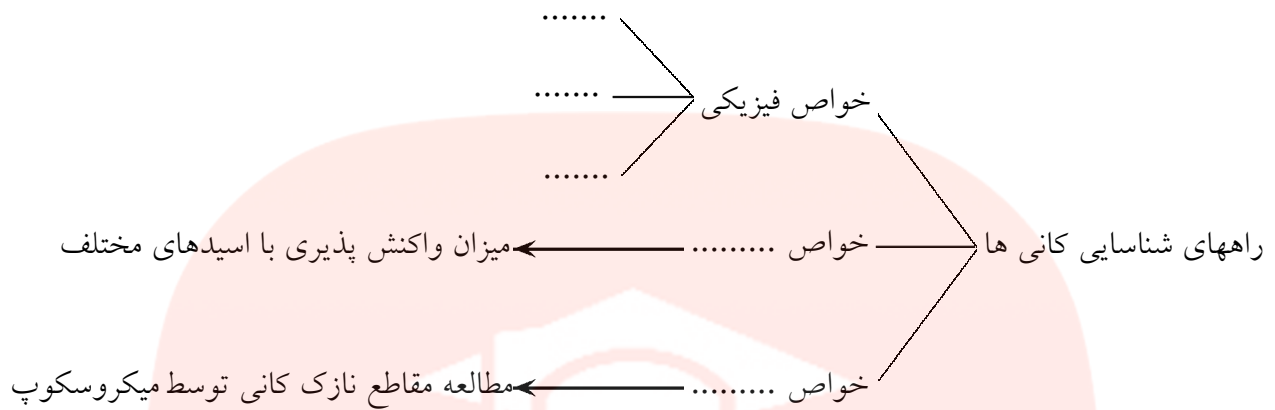 .......
....... خواص فیزیکی
.......
راههای شناسایی کانی ها خواص ......... میزان واکنش پذیری با اسیدهای مختلف
خواص ......... مطالعه مقاطع نازک کانی توسط میکروسکوپ